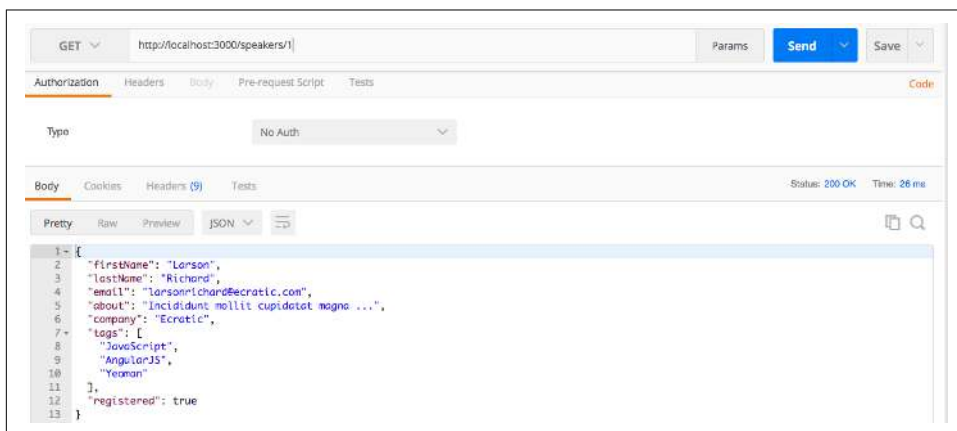 GET http://localhost:3000/speakers/1 Params Send Save
Authorization Headers Body Pre-request Script Tests Code
Type No Auth
Body Cookies Headers (9) Tests Status: 200 OK Time: 26 ms
Pretty Raw Preview JSON
1 {
2 "firstName": "Larson",
3 "lastName": "Richard",
4 "email": "larsonrichard@ecratic.com",
5 "about": "Incididunt mollit cupidatat magna ...",
6 "company": "Ecratic",
7 "tags": [
8 "JavaScript",
9 "AngularJS",
10 "Yeoman"
11 ],
12 "registered": true
13 }